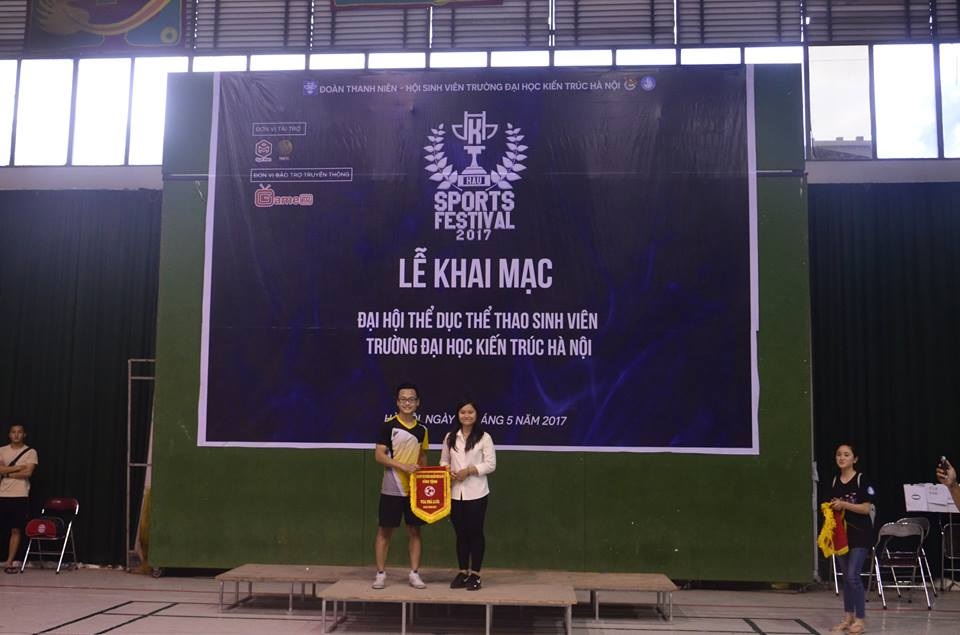 ĐOÀN THANH NIÊN - HỘI SINH VIÊN TRƯỜNG ĐẠI HỌC KIẾN TRÚC HÀ NỘI
ĐƠN VỊ TÀI TRỢ
ĐƠN VỊ BẢO TRỢ TRUYỀN THÔNG
Game
HAU
SPORTS
FESTIVAL
2017
LỄ KHAI MẠC
ĐẠI HỘI THỂ DỤC THỂ THAO SINH VIÊN
TRƯỜNG ĐẠI HỌC KIẾN TRÚC HÀ NỘI
NGÀY 5 2017